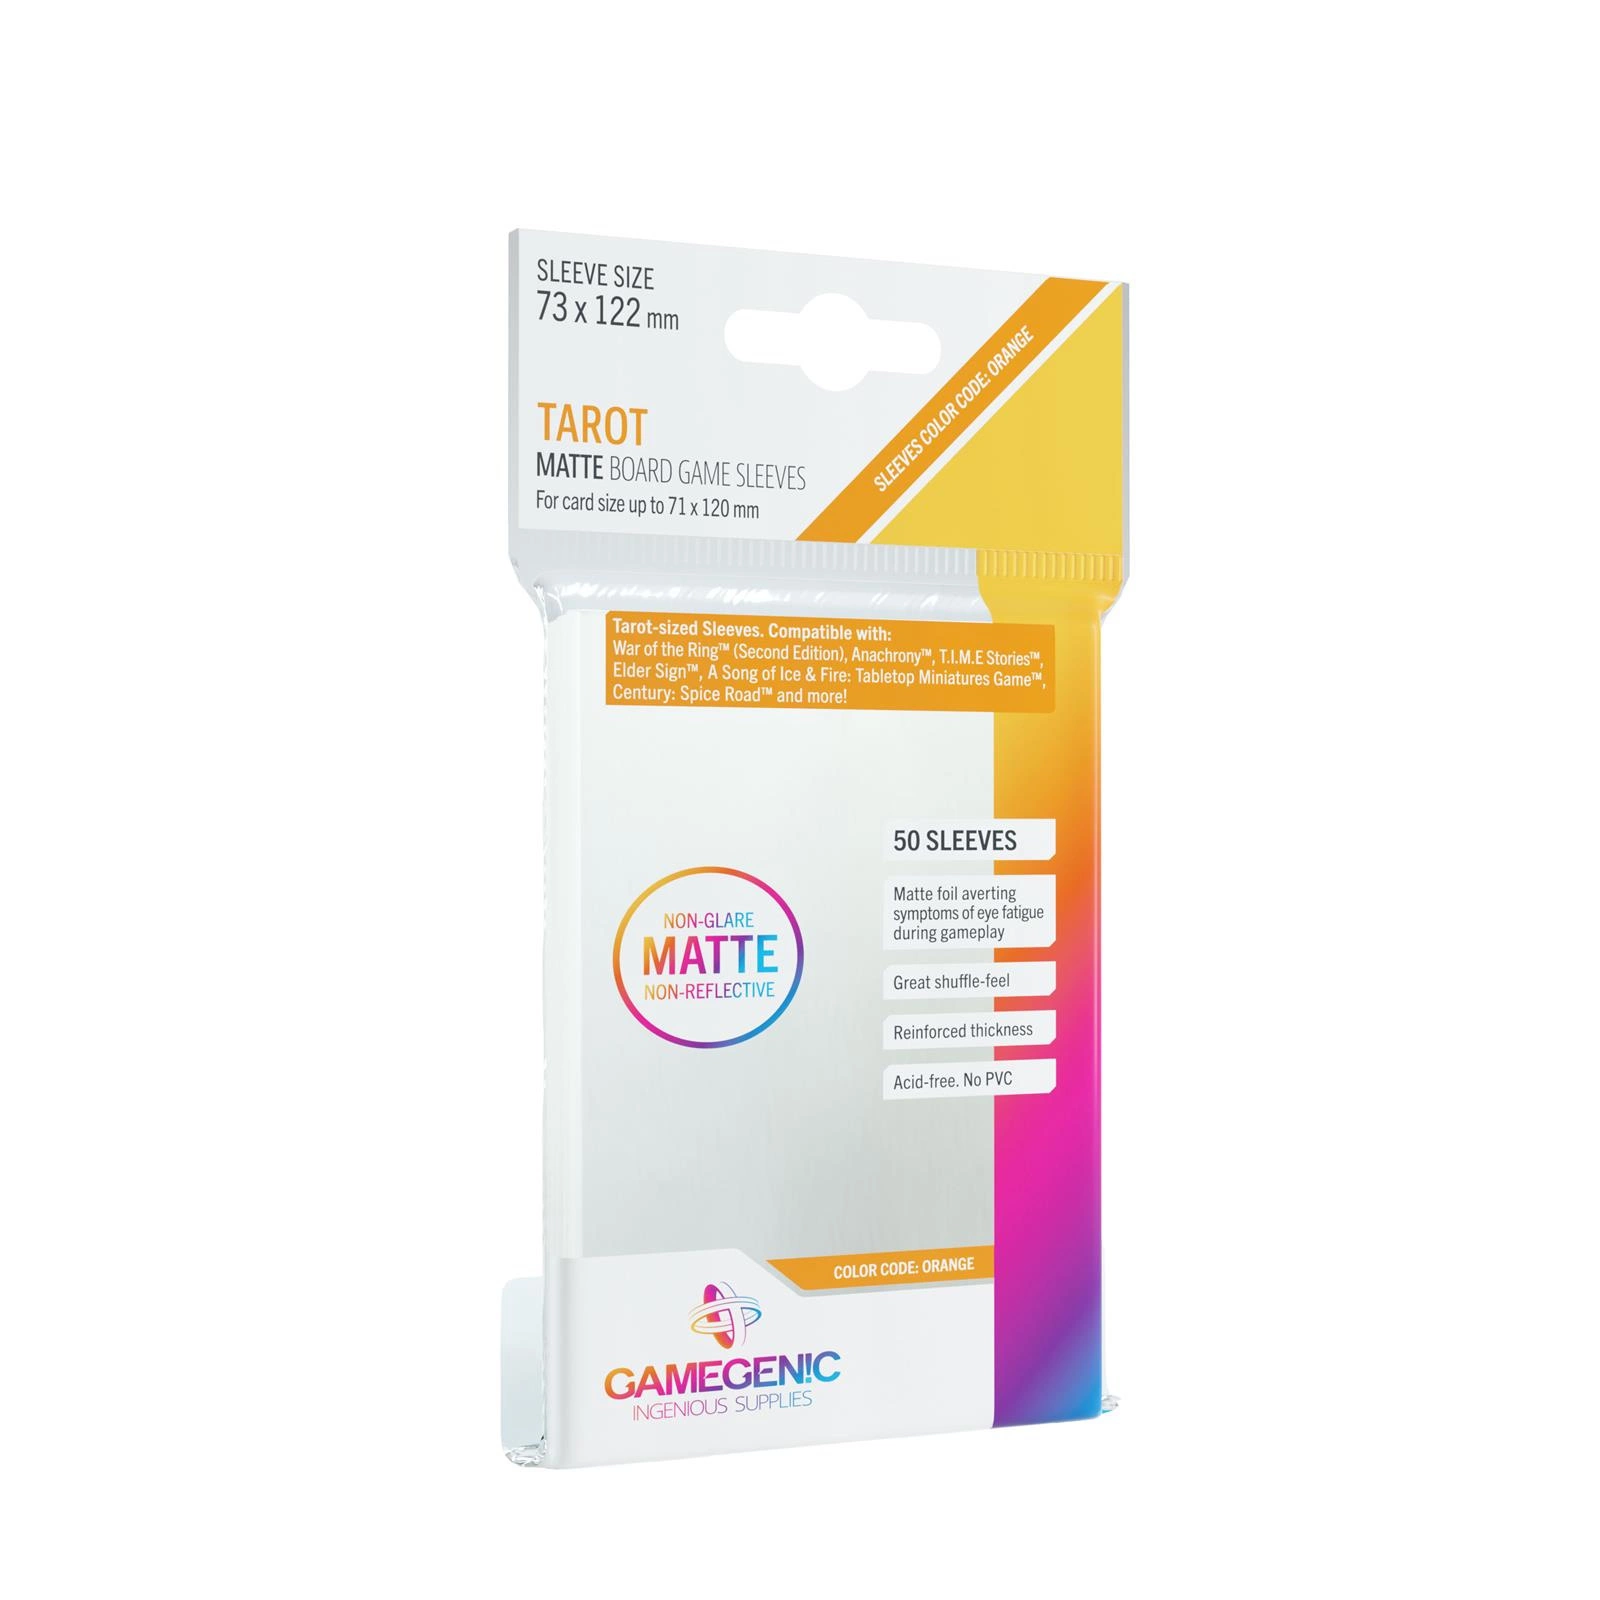 SLEEVE SIZE
73 x 122 mm
SLEEVES COLOR CODE: ORANGE
TAROT
MATTE BOARD GAME SLEEVES
For card size up to 71 x 120 mm
Tarot-sized Sleeves. Compatible with:
War of the Ring™ (Second Edition), Anachrony™, T.I.M.E Stories™,
Elder Sign™, A Song of Ice & Fire: Tabletop Miniatures Game™,
Century: Spice Road™ and more!
50 SLEEVES
Matte foil averting
symptoms of eye fatigue
during gameplay
Great shuffle-feel
Reinforced thickness
Acid-free. No PVC
NON-GLARE
MATTE
NON-REFLECTIVE
COLOR CODE: ORANGE
GAMEGEN!C
INGENIOUS SUPPLIES